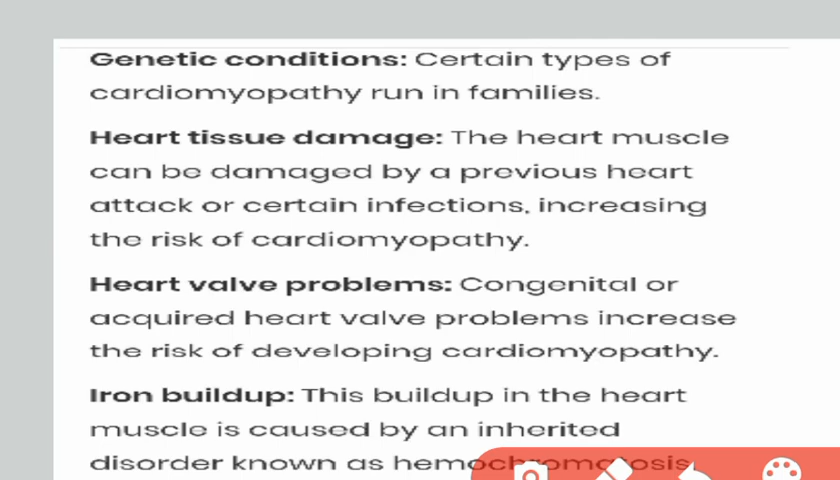 Genetic conditions: Certain types of
cardiomyopathy run in families.
Heart tissue damage: The heart muscle
can be damaged by a previous heart
attack or certain infections, increasing
the risk of cardiomyopathy.
Heart valve problems: Congenital or
acquired heart valve problems increase
the risk of developing cardiomyopathy.
Iron buildup: This buildup in the heart
muscle is caused by an inherited
disorder known as hemochromatosis.